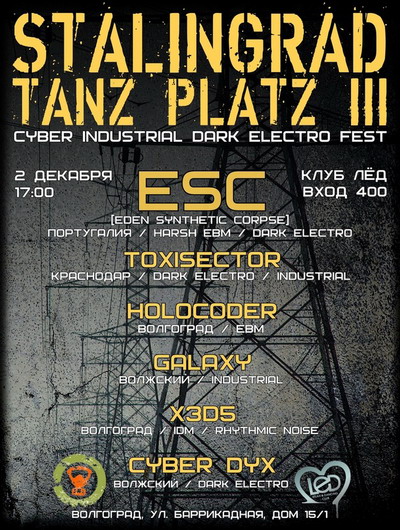 STALINGRAD
TANZ PLATZ III
CYBER INDUSTRIAL DARK ELECTRO FEST
2 ДЕКАБРЯ
17:00
КЛУБ ЛЁД
ВХОД 400
ESC
[EDEN SYNTHETIC CORPSE]
ПОРТУГАЛИЯ / HARSH EBM / DARK ELECTRO
TOXISECTOR
КРАСНОДАР / DARK ELECTRO / INDUSTRIAL
HOLOCODER
ВОЛГОГРАД / EBM
GALAXY
ВОЛЖСКИЙ / INDUSTRIAL
X3D5
ВОЛГОГРАД / IDM / RHYTHMIC NOISE
CYBER DYX
ВОЛЖСКИЙ / DARK ELECTRO
LЁD
ВОЛГОГРАД, УЛ. БАРРИКАДНАЯ, ДОМ 15/1